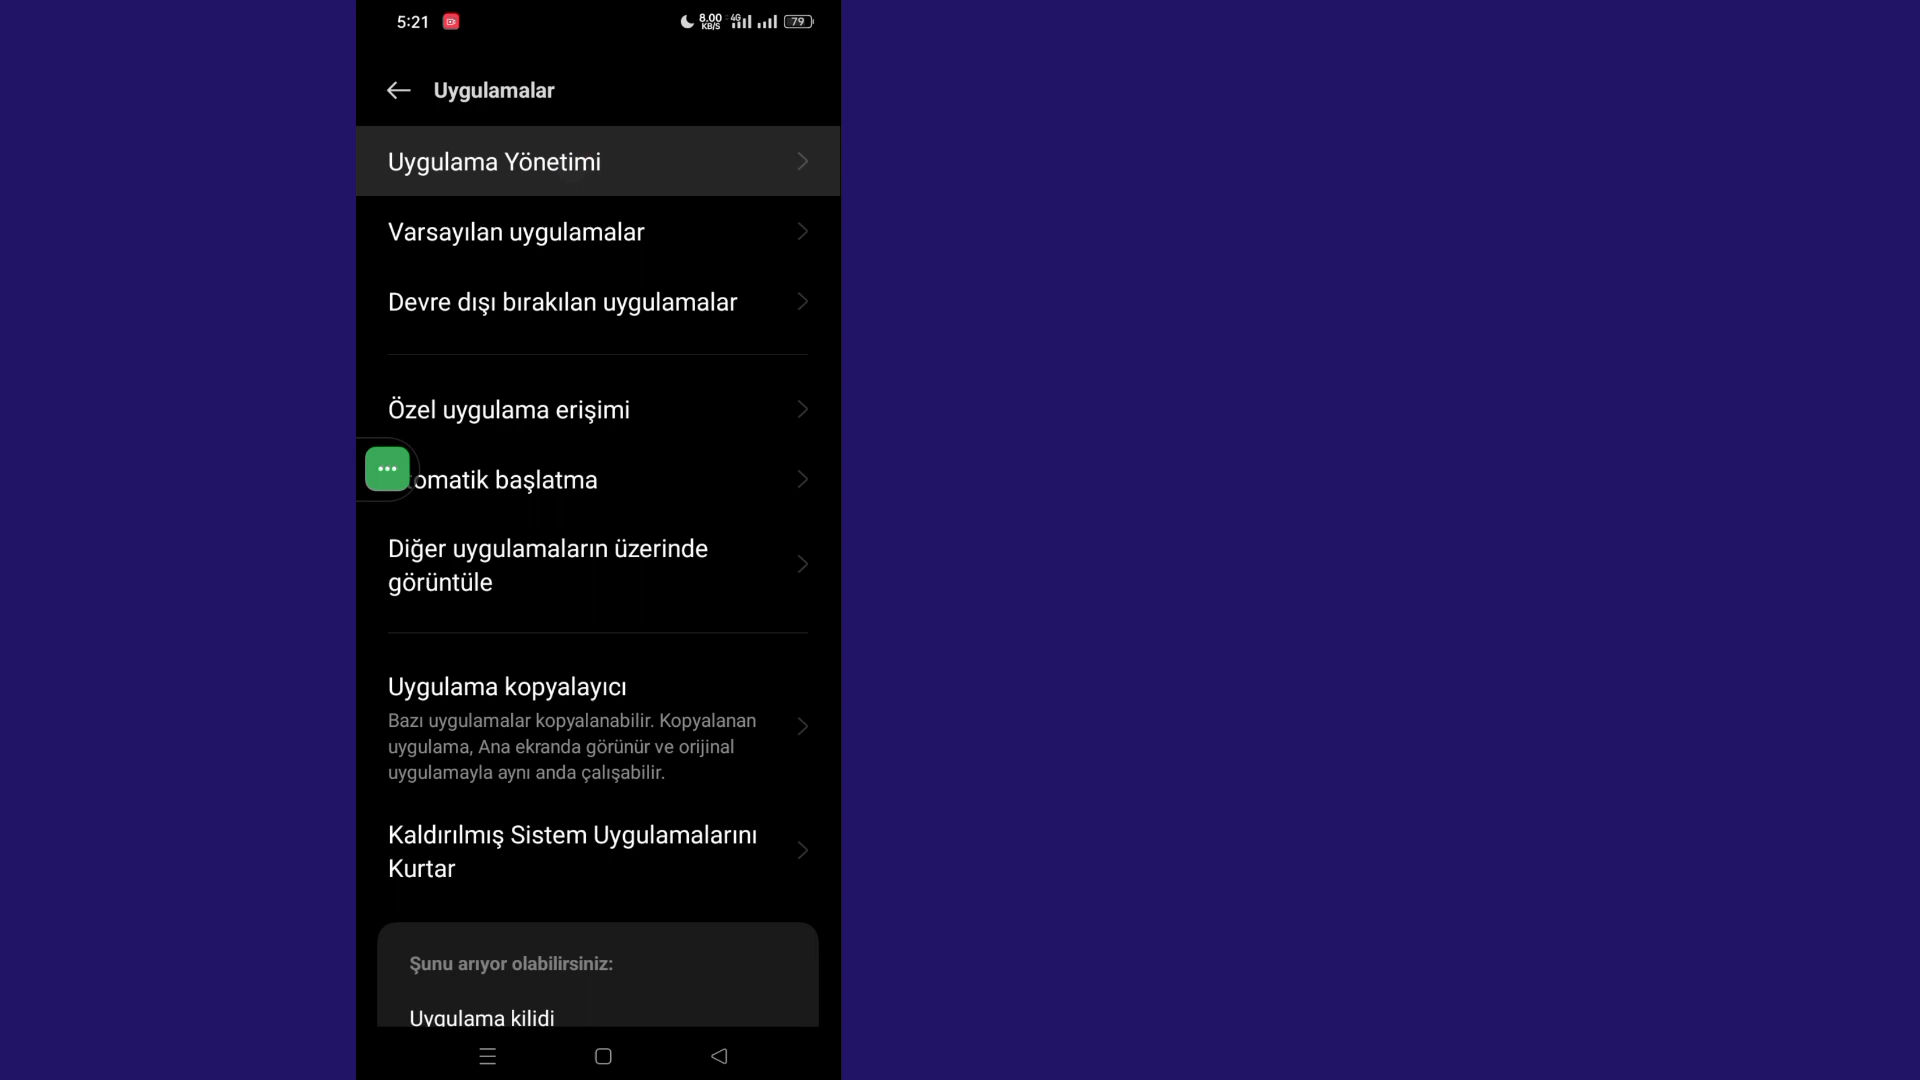 5:21
8.00
KB/S
4G
79
Uygulamalar
Uygulama Yönetimi
Varsayılan uygulamalar
Devre dışı bırakılan uygulamalar
Özel uygulama erişimi
tomatik başlatma
Diğer uygulamaların üzerinde
görüntüle
Uygulama kopyalayıcı
Bazı uygulamalar kopyalanabilir. Kopyalanan
uygulama, Ana ekranda görünür ve orijinal
uygulamayla aynı anda çalışabilir.
Kaldırılmış Sistem Uygulamalarını
Kurtar
Şunu arıyor olabilirsiniz:
Uygulama kilidi